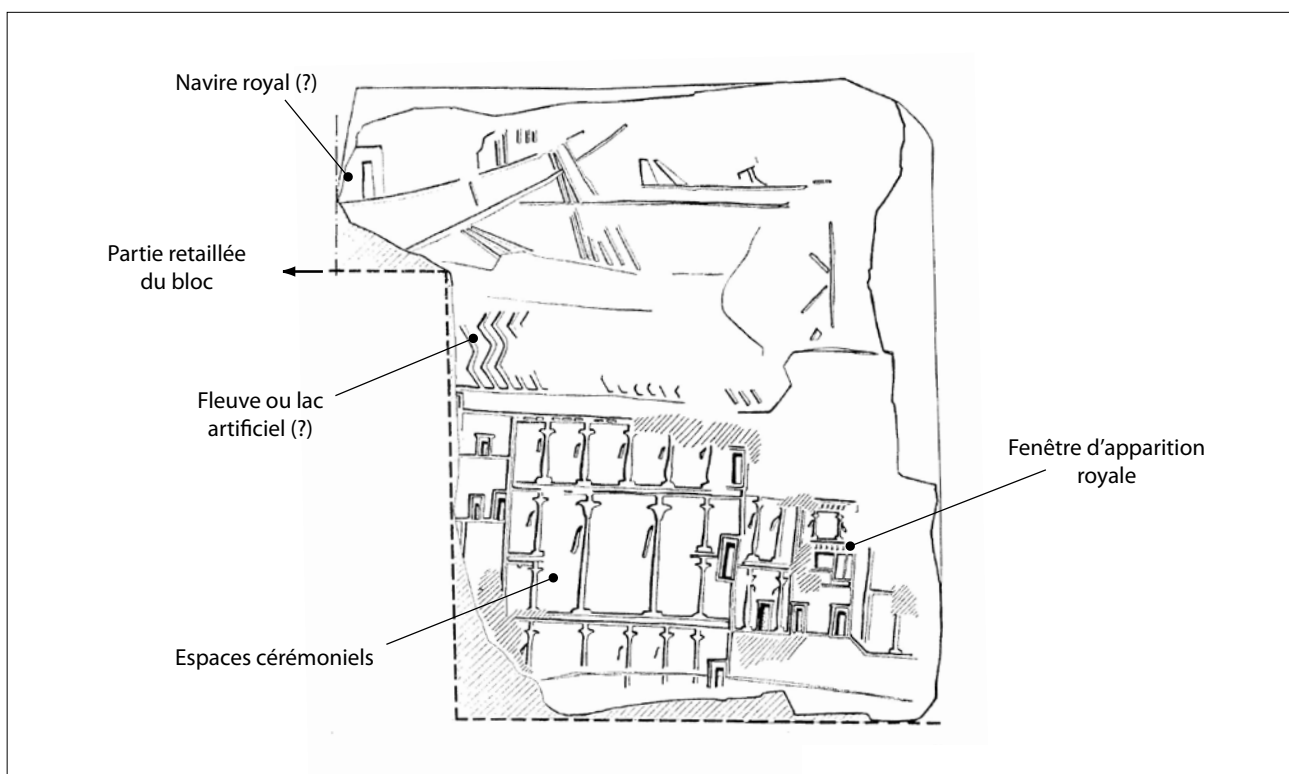 Navire royal (?)
Partie retaillée
du bloc
Fleuve ou lac
artificiel (?)
Fenêtre d’apparition
royale
Espaces cérémoniels